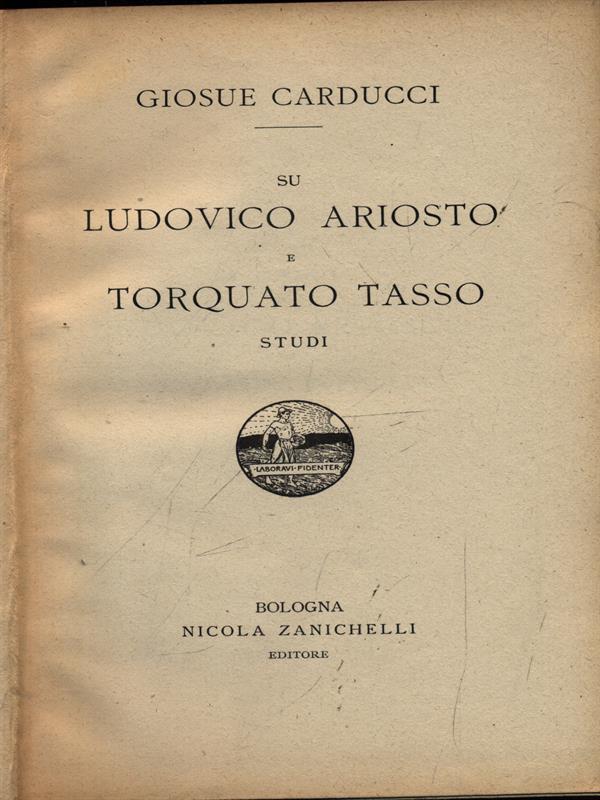 GIOSUE CARDUCCI
SU
LUDOVICO ARIOSTO
E
TORQUATO TASSO
STUDI
·LABORAVI·FIDENTER·
BOLOGNA
NICOLA ZANICHELLI
EDITORE